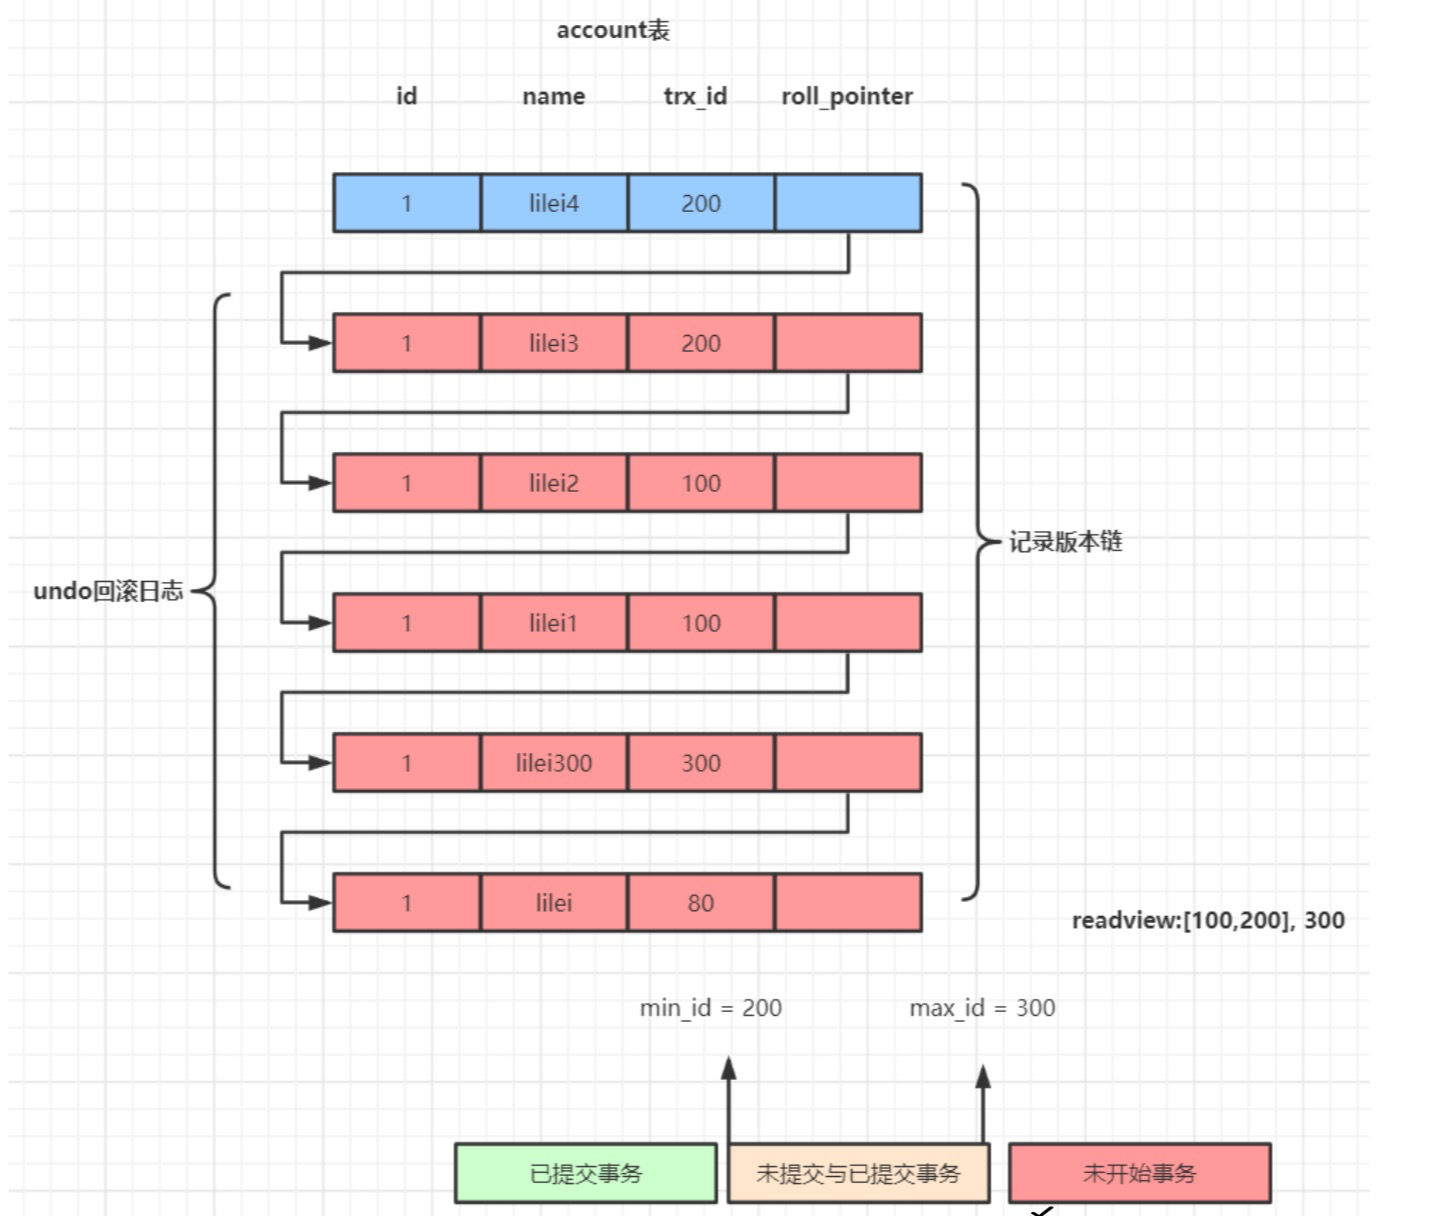 account表
id name trx_id roll_pointer
1 lilei4 200
1 lilei3 200
1 lilei2 100
记录版本链
undo回滚日志
1 lilei1 100
1 lilei300 300
1 lilei 80
readview:[100,200], 300
min_id = 200 max_id = 300
已提交事务 未提交与已提交事务 未开始事务